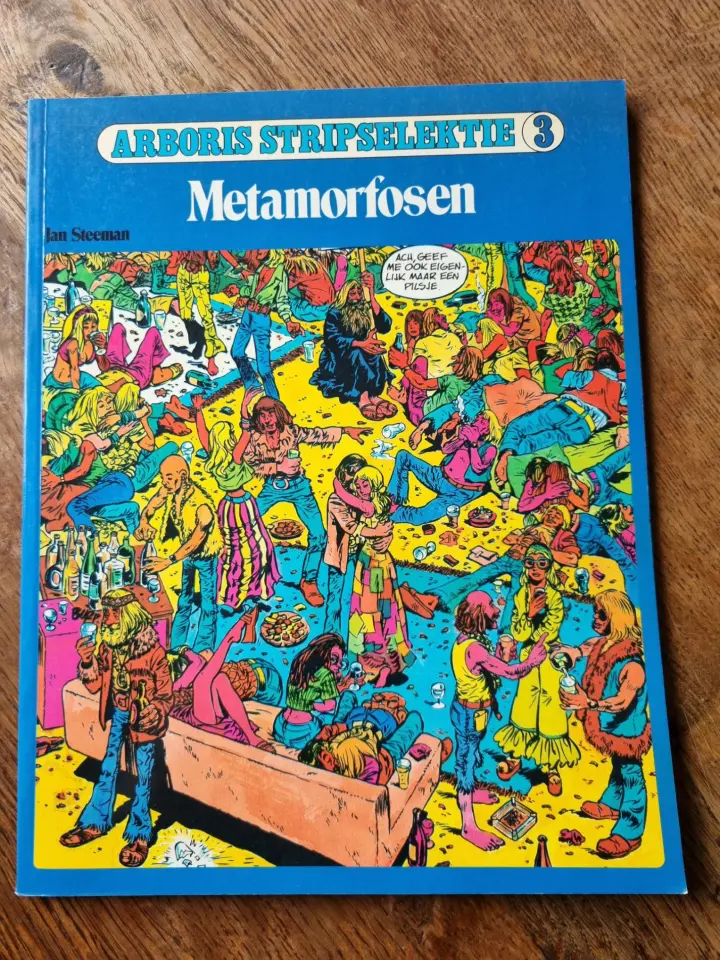 ARBORIS STRIPSELEKTIE 3
Metamorfosen
Jan Steeman
ACH, GEEF
ME OOK EIGEN-
LIJK MAAR EEN
PILSJE